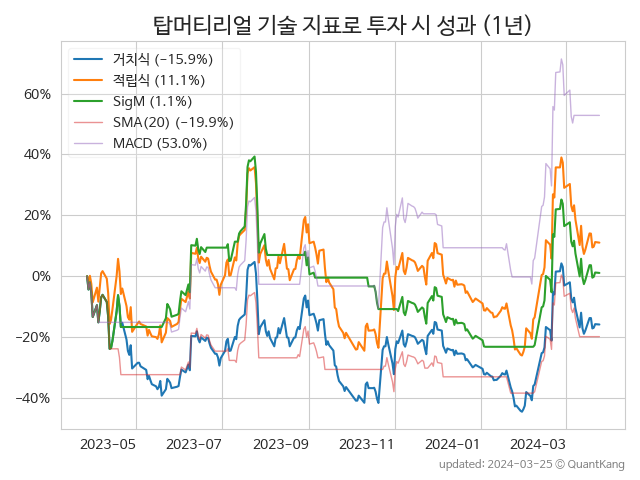 탑머티리얼 기술 지표로 투자 시 성과 (1년)
거치식 (−15.9%)
적립식 (11.1%)
SigM (1.1%)
SMA(20) (−19.9%)
MACD (53.0%)
60%
40%
20%
0%
−20%
−40%
2023−05 2023−07 2023−09 2023−11 2024−01 2024−03
updated: 2024−03−25 © QuantKang